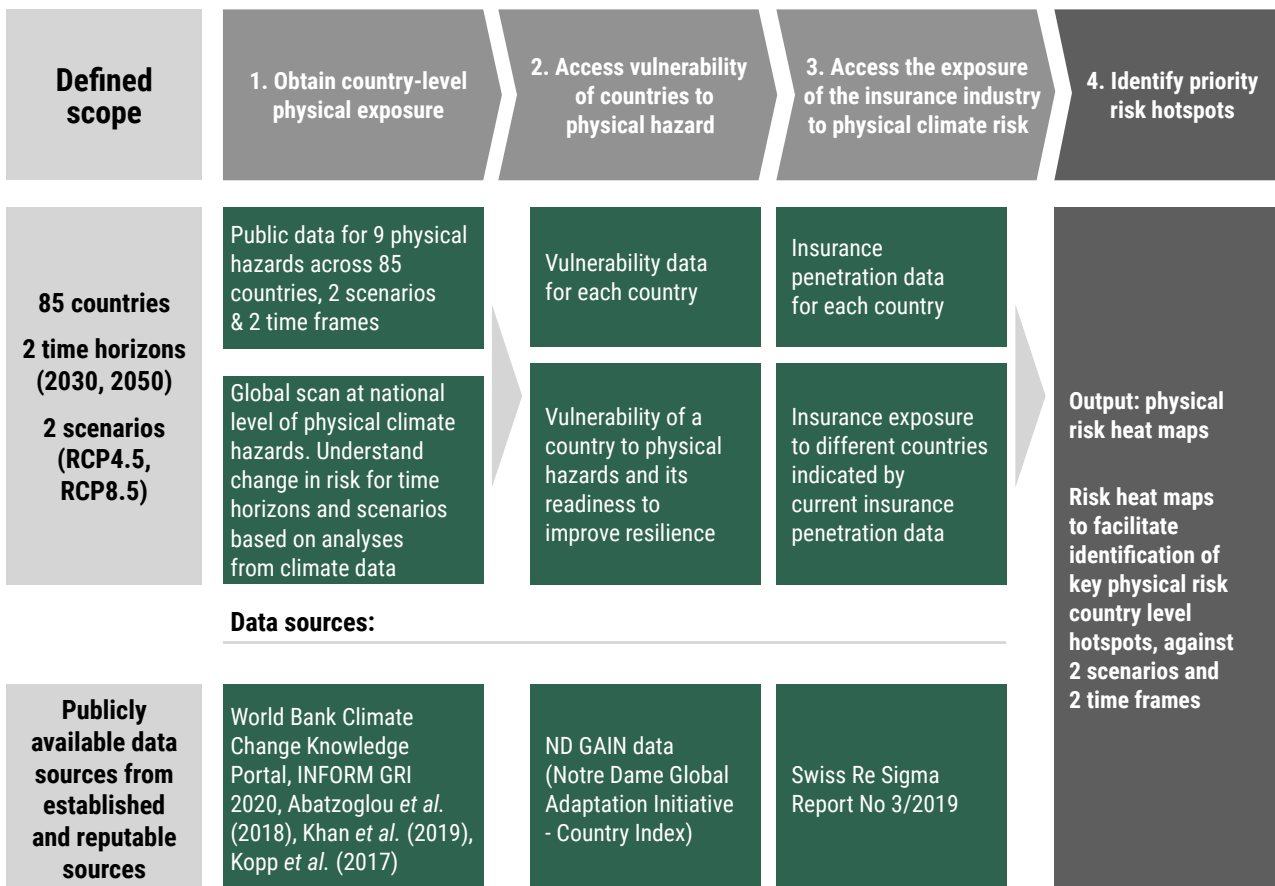 Defined
scope
1. Obtain country-level
physical exposure
2. Access vulnerability
of countries to
physical hazard
3. Access the exposure
of the insurance industry
to physical climate risk
4. Identify priority
risk hotspots
85 countries
2 time horizons
(2030, 2050)
2 scenarios
(RCP4.5,
RCP8.5)
Public data for 9 physical
hazards across 85
countries, 2 scenarios
& 2 time frames
Global scan at national
level of physical climate
hazards. Understand
change in risk for time
horizons and scenarios
based on analyses
from climate data
Vulnerability data
for each country
Vulnerability of a
country to physical
hazards and its
readiness to
improve resilience
Insurance
penetration data
for each country
Insurance exposure
to different countries
indicated by
current insurance
penetration data
Output: physical
risk heat maps
Risk heat maps
to facilitate
identification of
key physical risk
country level
hotspots, against
2 scenarios and
2 time frames
Data sources:
Publicly
available data
sources from
established
and reputable
sources
World Bank Climate
Change Knowledge
Portal, INFORM GRI
2020, Abatzoglou et al.
(2018), Khan et al. (2019),
Kopp et al. (2017)
ND GAIN data
(Notre Dame Global
Adaptation Initiative
- Country Index)
Swiss Re Sigma
Report No 3/2019